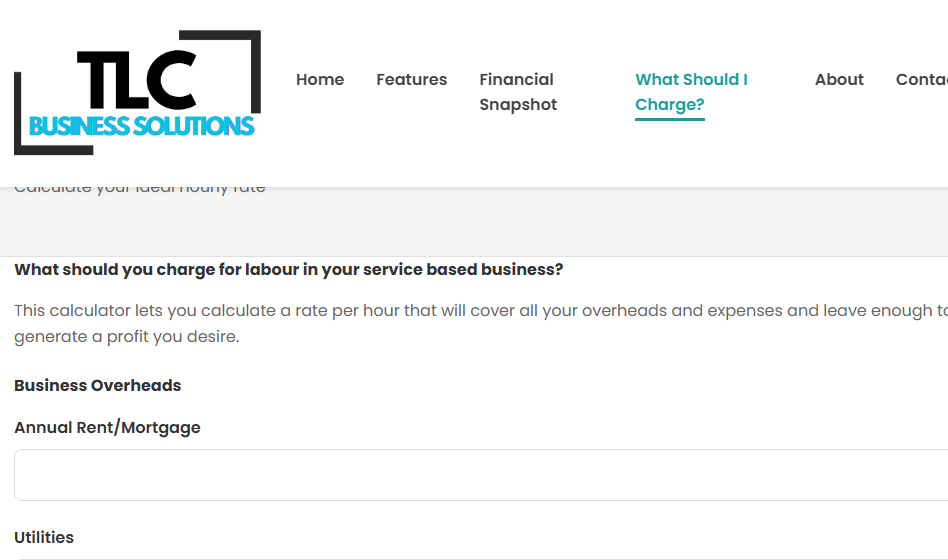 TLC
BUSINESS SOLUTIONS
Home
Features
Financial
Snapshot
What Should I
Charge?
About
Calculate your ideal hourly rate
What should you charge for labour in your service based business?
This calculator lets you calculate a rate per hour that will cover all your overheads and expenses and leave enough
generate a profit you desire.
Business Overheads
Annual Rent/Mortgage
Utilities